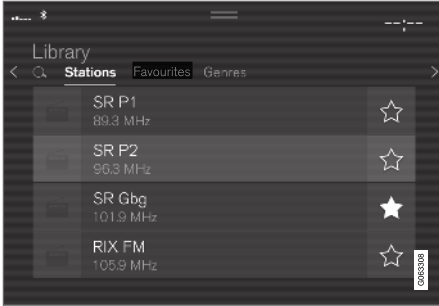 --:--
Library
Stations Favourites Genres
SR P1
89.3 MHz
SR P2
96.3 MHz
SR Gbg
101.9 MHz
RIX FM
105.9 MHz
G063308